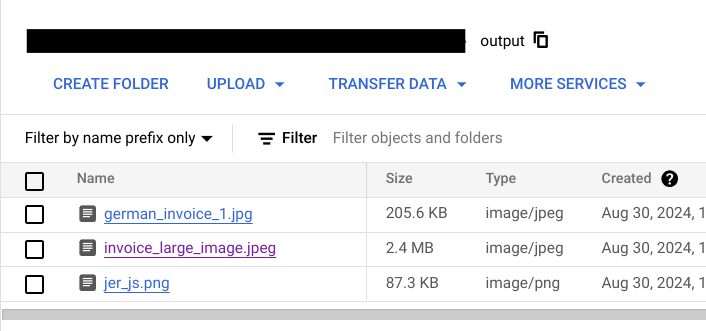 output
CREATE FOLDER UPLOAD TRANSFER DATA MORE SERVICES
Filter by name prefix only Filter Filter objects and folders
Name Size Type Created ?
german_invoice_1.jpg 205.6 KB image/jpeg Aug 30, 2024, 1
invoice_large_image.jpeg 2.4 MB image/jpeg Aug 30, 2024, 1
jer_js.png 87.3 KB image/png Aug 30, 2024, 1